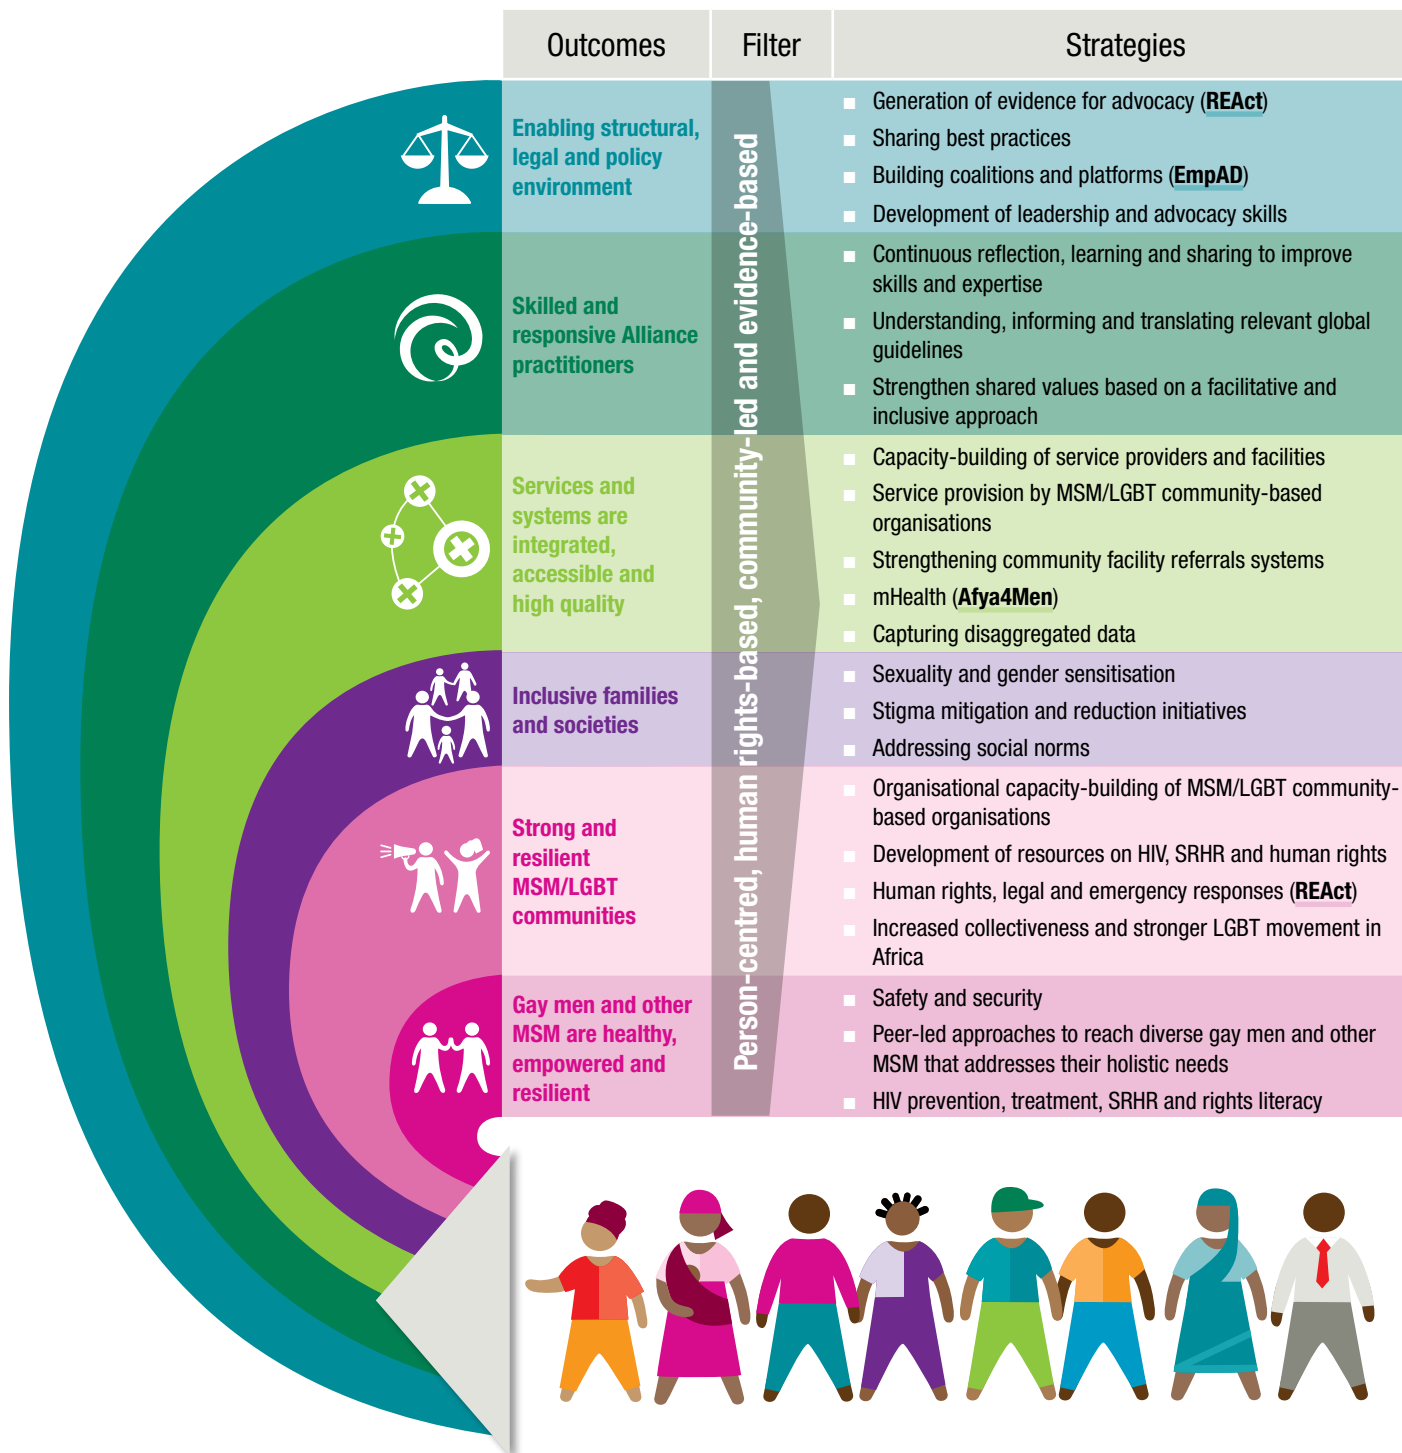 Outcomes
Filter
Strategies
Enabling structural,
legal and policy
environment
Generation of evidence for advocacy (REAct)
Sharing best practices
Building coalitions and platforms (EmpAD)
Development of leadership and advocacy skills
Skilled and
responsive Alliance
practitioners
Continuous reflection, learning and sharing to improve
skills and expertise
Understanding, informing and translating relevant global
guidelines
Strengthen shared values based on a facilitative and
inclusive approach
Services and
systems are
integrated,
accessible and
high quality
Capacity-building of service providers and facilities
Service provision by MSM/LGBT community-based
organisations
Strengthening community facility referrals systems
mHealth (Afya4Men)
Capturing disaggregated data
Inclusive families
and societies
Sexuality and gender sensitisation
Stigma mitigation and reduction initiatives
Addressing social norms
Strong and
resilient
MSM/LGBT
communities
Organisational capacity-building of MSM/LGBT community-
based organisations
Development of resources on HIV, SRHR and human rights
Human rights, legal and emergency responses (REAct)
Increased collectiveness and stronger LGBT movement in
Africa
Gay men and other
MSM are healthy,
empowered and
resilient
Safety and security
Peer-led approaches to reach diverse gay men and other
MSM that addresses their holistic needs
HIV prevention, treatment, SRHR and rights literacy
Person-centred, human rights-based, community-led and evidence-based